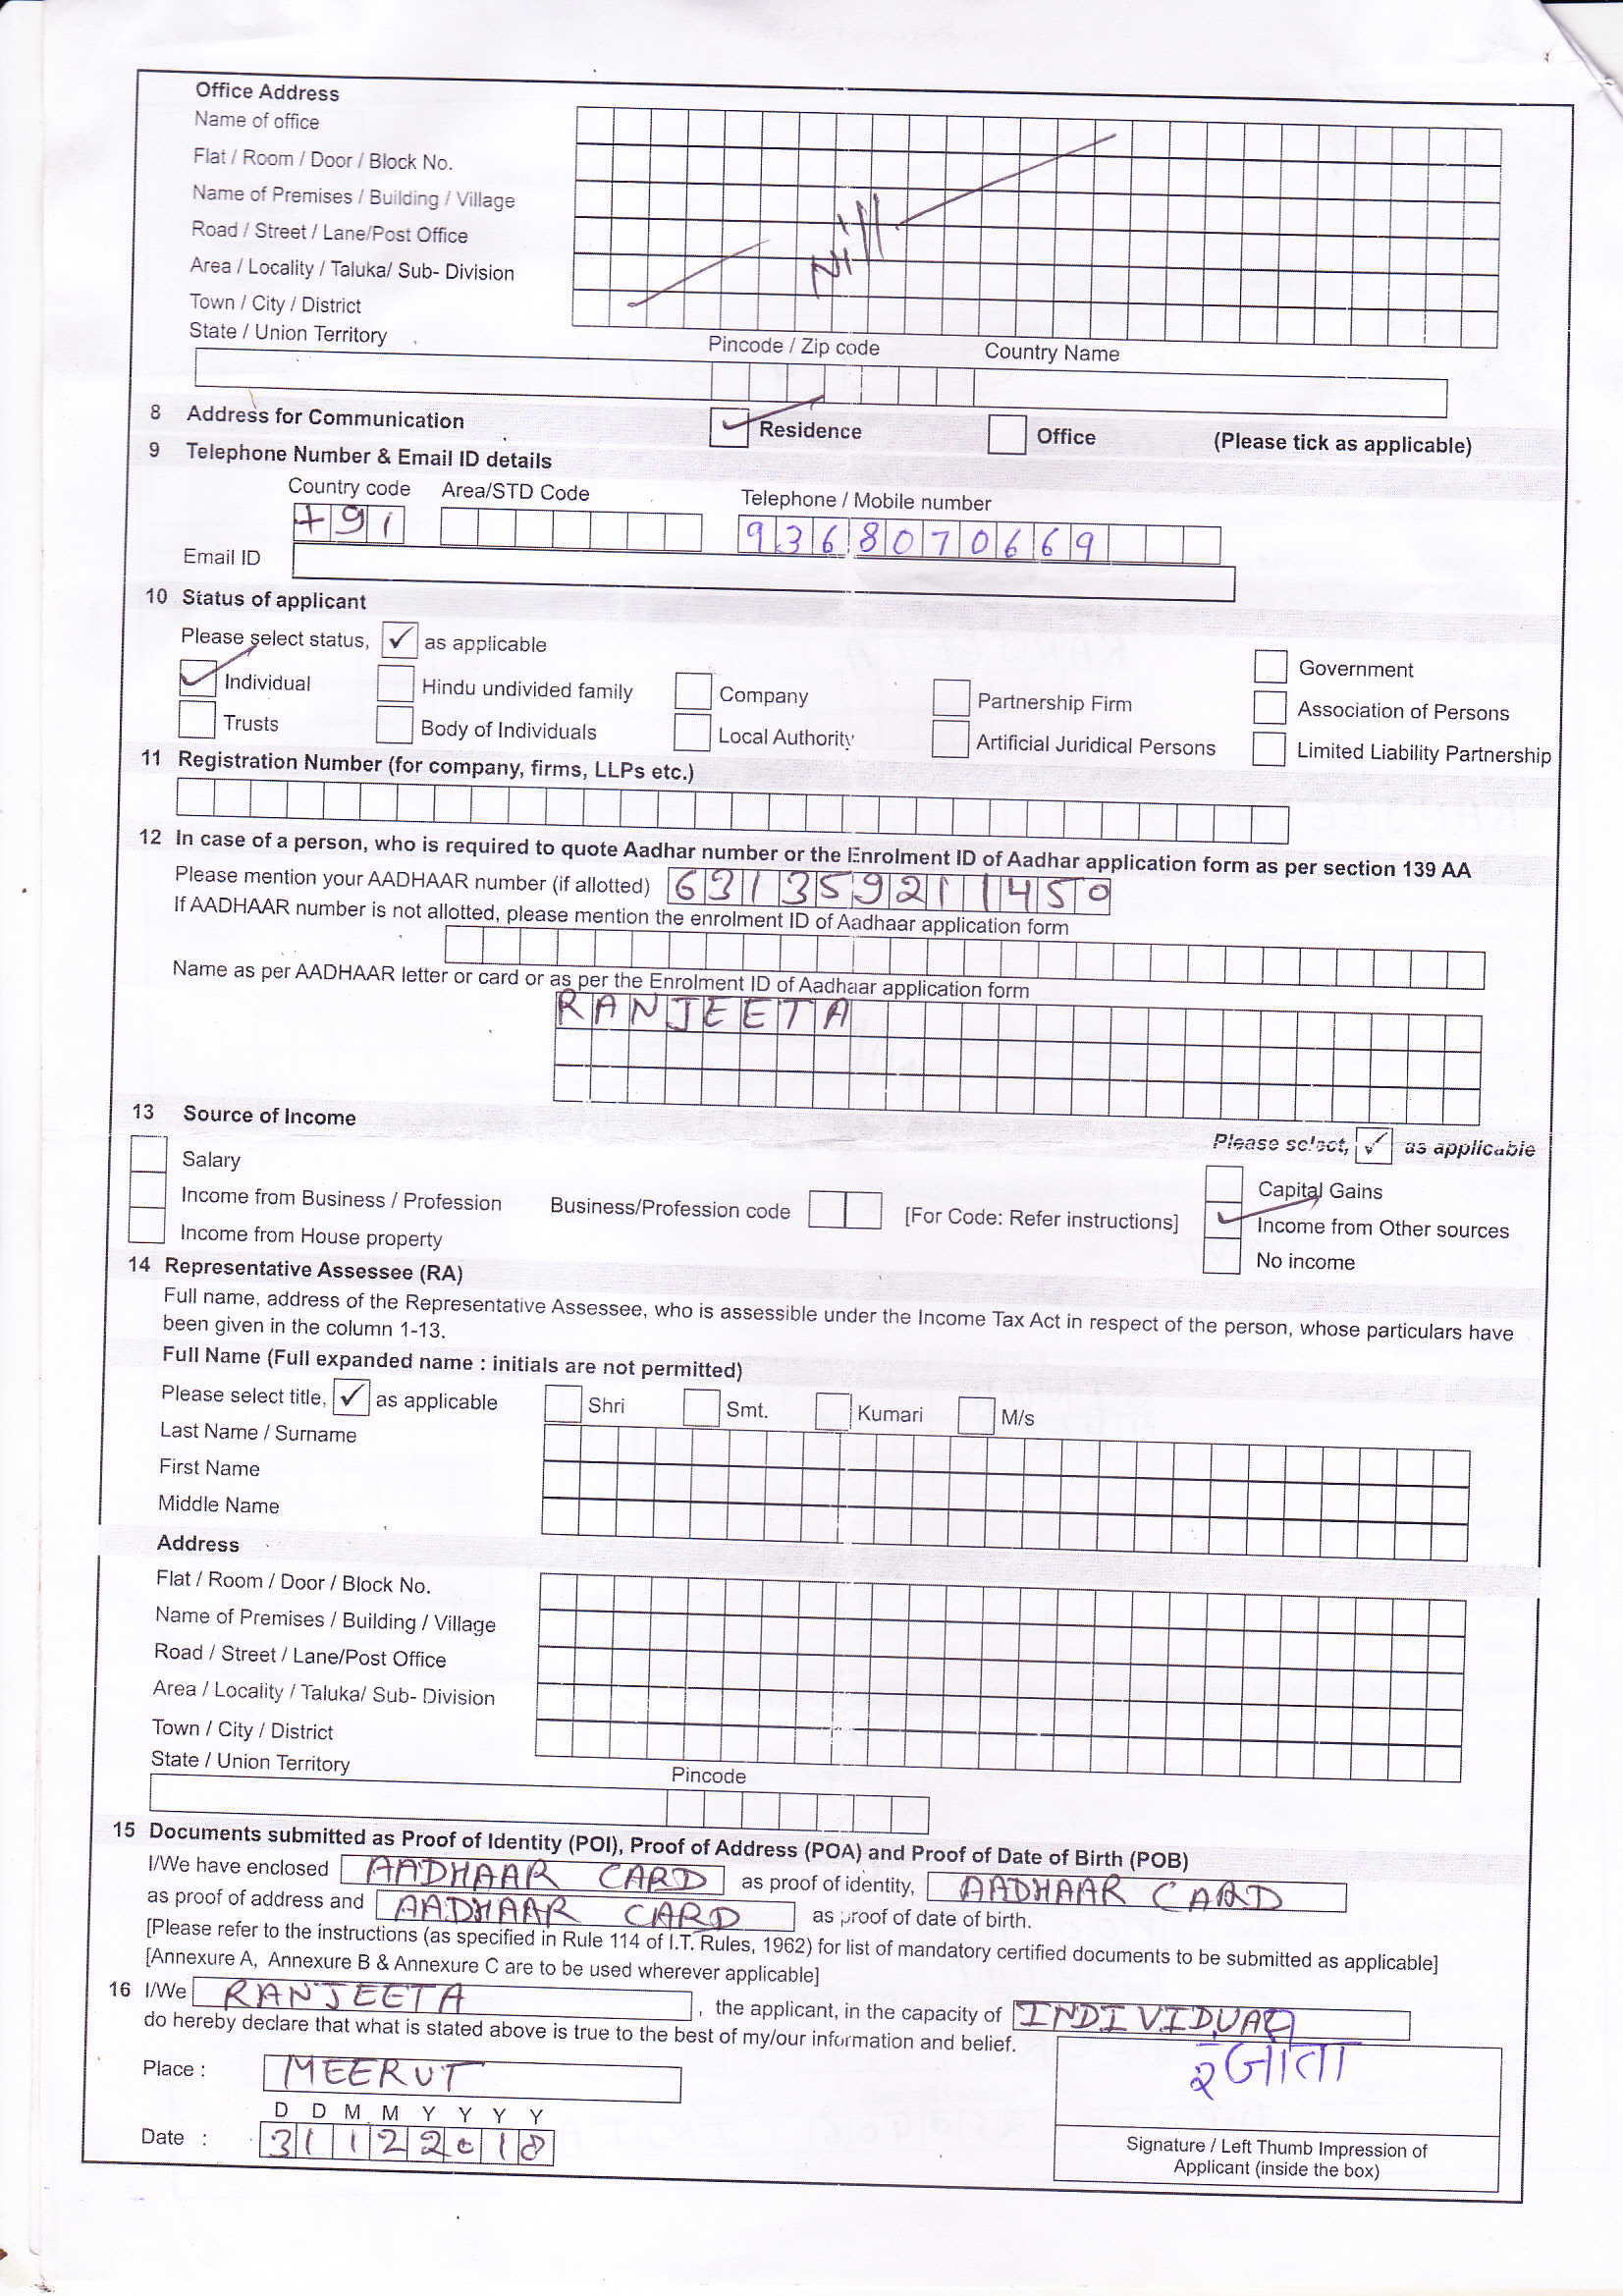 Office Address
Name of office
Flat / Room / Door / Block No.
Name of Premises / Building / Village
Road / Street / Lane/Post Office
Area / Locality / Taluka/ Sub- Division
Town / City / District
Nill
State / Union Territory Pincode / Zip code Country Name
8 Address for Communication Residence Office (Please tick as applicable)
9 Telephone Number & Email ID details
Country code Area/STD Code Telephone / Mobile number
+91 9368070669
Email ID
10 Status of applicant
Please select status, ✓ as applicable
Individual Hindu undivided family Company Partnership Firm Government
Trusts Body of Individuals Local Authority Artificial Juridical Persons Association of Persons
Limited Liability Partnership
11 Registration Number (for company, firms, LLPs etc.)
12 In case of a person, who is required to quote Aadhar number or the Enrolment ID of Aadhar application form as per section 139 AA
Please mention your AADHAAR number (if allotted) 631359211450
If AADHAAR number is not allotted, please mention the enrolment ID of Aadhaar application form
Name as per AADHAAR letter or card or as per the Enrolment ID of Aadhaar application form
RANJEETA
13 Source of Income
Please select, ✓ as applicable
Salary Capital Gains
Income from Business / Profession Business/Profession code [For Code: Refer instructions] Income from Other sources
Income from House property No income
14 Representative Assessee (RA)
Full name, address of the Representative Assessee, who is assessible under the Income Tax Act in respect of the person, whose particulars have
been given in the column 1-13.
Full Name (Full expanded name : initials are not permitted)
Please select title, ✓ as applicable Shri Smt. Kumari M/s
Last Name / Surname
First Name
Middle Name
Address
Flat / Room / Door / Block No.
Name of Premises / Building / Village
Road / Street / Lane/Post Office
Area / Locality / Taluka/ Sub- Division
Town / City / District
State / Union Territory Pincode
15 Documents submitted as Proof of Identity (POI), Proof of Address (POA) and Proof of Date of Birth (POB)
I/We have enclosed AADHAAR CARD as proof of identity, AADHAAR CARD
as proof of address and AADHAAR CARD as proof of date of birth.
[Please refer to the instructions (as specified in Rule 114 of I.T. Rules, 1962) for list of mandatory certified documents to be submitted as applicable]
[Annexure A, Annexure B & Annexure C are to be used wherever applicable]
16 I/We RANJEETA , the applicant, in the capacity of INDIVIDUAL
do hereby declare that what is stated above is true to the best of my/our information and belief.
Place : MEERUT
D D M M Y Y Y Y
Date : 31122018
Signature / Left Thumb Impression of
Applicant (inside the box)